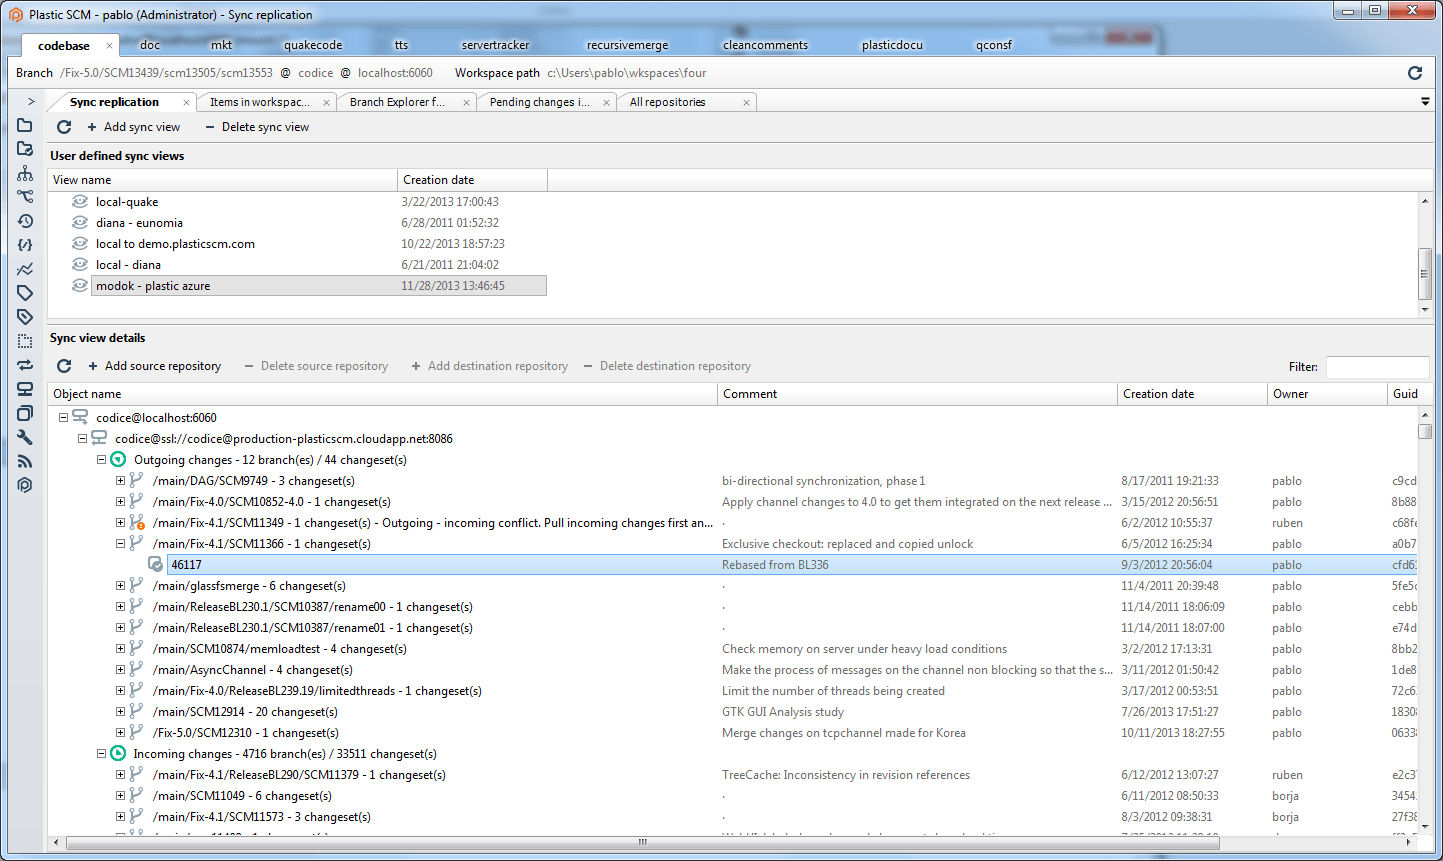 Plastic SCM - pablo (Administrator) - Sync replication
codebase doc mkt quakecode tts servertracker recursivemerge cleancomments plasticdocu qconsf
Branch /Fix-5.0/SCM13439/scm13505/scm13553 @ codice @ localhost:6060 Workspace path c:\Users\pablo\wkspaces\four
Sync replication Items in workspac... Branch Explorer f... Pending changes i... All repositories
+ Add sync view − Delete sync view
User defined sync views
View name Creation date
local-quake 3/22/2013 17:00:43
diana - eunomia 6/28/2011 01:52:32
local to demo.plasticscm.com 10/22/2013 18:57:23
local - diana 6/21/2011 21:04:02
modok - plastic azure 11/28/2013 13:46:45
Sync view details
+ Add source repository − Delete source repository + Add destination repository − Delete destination repository Filter:
Object name Comment Creation date Owner Guid
codice@localhost:6060
codice@ssl://codice@production-plasticscm.cloudapp.net:8086
Outgoing changes - 12 branch(es) / 44 changeset(s)
/main/DAG/SCM9749 - 3 changeset(s) bi-directional synchronization, phase 1 8/17/2011 19:21:33 pablo c9cd
/main/Fix-4.0/SCM10852-4.0 - 1 changeset(s) Apply channel changes to 4.0 to get them integrated on the next release ... 3/15/2012 20:56:51 pablo 8b88
/main/Fix-4.1/SCM11349 - 1 changeset(s) - Outgoing - incoming conflict. Pull incoming changes first an... . 6/2/2012 10:55:37 ruben c68fe
/main/Fix-4.1/SCM11366 - 1 changeset(s) Exclusive checkout: replaced and copied unlock 6/5/2012 16:25:34 pablo a0b7
46117 Rebased from BL336 9/3/2012 20:56:04 pablo cfd61
/main/glassfsmerge - 6 changeset(s) . 11/4/2011 20:39:48 pablo 5fe5c
/main/ReleaseBL230.1/SCM10387/rename00 - 1 changeset(s) . 11/14/2011 18:06:09 pablo cebb
/main/ReleaseBL230.1/SCM10387/rename01 - 1 changeset(s) . 11/14/2011 18:07:00 pablo e74d
/main/SCM10874/memloadtest - 4 changeset(s) Check memory on server under heavy load conditions 3/2/2012 17:13:31 pablo 8bb2
/main/AsyncChannel - 4 changeset(s) Make the process of messages on the channel non blocking so that the s... 3/11/2012 01:50:42 pablo 1de8
/main/Fix-4.0/ReleaseBL239.19/limitedthreads - 1 changeset(s) Limit the number of threads being created 3/17/2012 00:53:51 pablo 72c6
/main/SCM12914 - 20 changeset(s) GTK GUI Analysis study 7/26/2013 17:51:27 pablo 18308
/Fix-5.0/SCM12310 - 1 changeset(s) Merge changes on tcpchannel made for Korea 10/11/2013 18:27:55 pablo 06338
Incoming changes - 4716 branch(es) / 33511 changeset(s)
/main/Fix-4.1/ReleaseBL290/SCM11379 - 1 changeset(s) TreeCache: Inconsistency in revision references 6/12/2012 13:07:27 ruben e2c37
/main/SCM11049 - 6 changeset(s) . 6/11/2012 08:50:33 borja 3454
/main/Fix-4.1/SCM11573 - 3 changeset(s) . 8/3/2012 09:38:31 borja 27f38